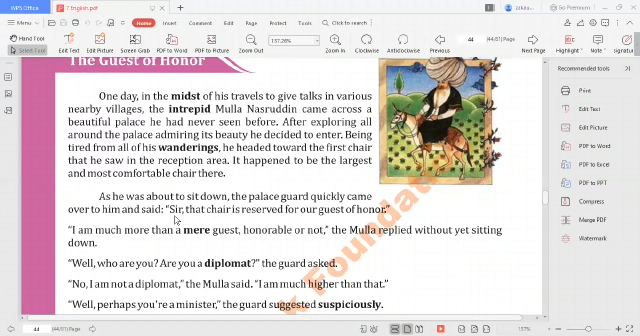 WPS Office
7 English.pdf
Go Premium
Menu
Home
Insert
Comment
Edit
Page
Protect
Tools
Click to search
Hand Tool
Select Tool
Edit Text
Edit Picture
Screen Grab
PDF to Word
PDF to Picture
Zoom Out
137.28%
Zoom In
Clockwise
Anticlockwise
Previous
44 (44/81)
Next Page
Highlight
Note
The Guest of Honor
One day, in the midst of his travels to give talks in various
nearby villages, the intrepid Mulla Nasruddin came across a
beautiful palace he had never seen before. After exploring
all around the palace admiring its beauty he decided to enter. Being
tired from all of his wanderings, he headed toward the first chair
that he saw in the reception area. It happened to be the largest
and most comfortable chair there.
As he was about to sit down, the palace guard quickly came
over to him and said: "Sir, that chair is reserved for our guest of honor."
"I am much more than a mere guest, honorable or not," the Mulla replied without yet sitting
down.
"Well, who are you? Are you a diplomat?" the guard asked.
"No, I am not a diplomat," the Mulla said. "I am much higher than that."
"Well, perhaps you're a minister," the guard suggested suspiciously.
k Foundat
Recommended tools
Print
Edit Text
Edit Picture
PDF to Word
PDF to Excel
PDF to PPT
Compress
Merge PDF
Watermark
44
(44/81)
137%